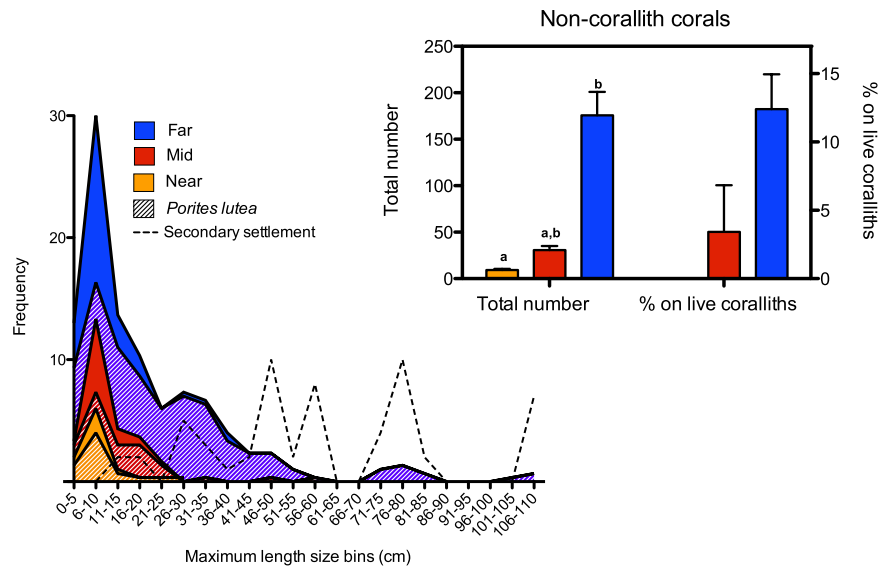 Non-corallith corals
250
200
150
100
50
0
Total number
15
10
5
0
% on live coralliths
a
a,b
b
Total number
% on live coralliths
30
20
10
Frequency
Far
Mid
Near
Porites lutea
Secondary settlement
0-5
6-10
11-15
16-20
21-25
26-30
31-35
36-40
41-45
46-50
51-55
56-60
61-65
66-70
71-75
76-80
81-85
86-90
91-95
96-100
101-105
106-110
Maximum length size bins (cm)